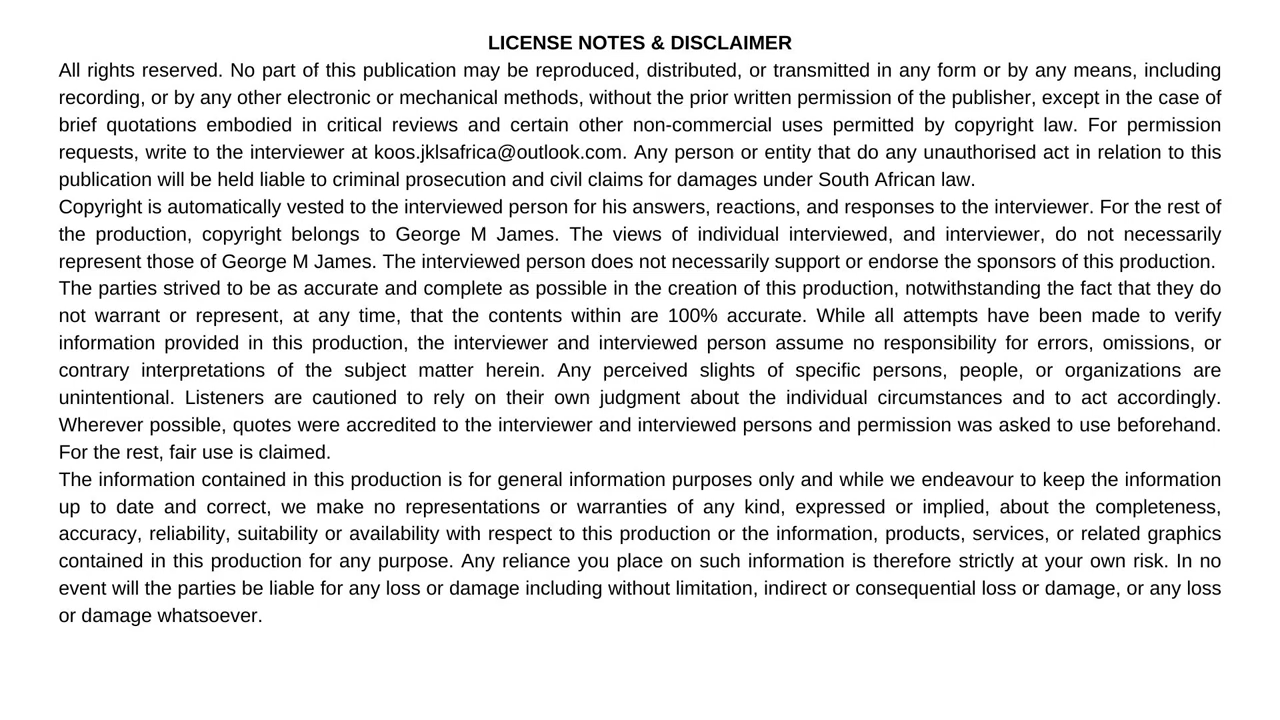 LICENSE NOTES & DISCLAIMER
All rights reserved. No part of this publication may be reproduced, distributed, or transmitted in any form or by any means, including
recording, or by any other electronic or mechanical methods, without the prior written permission of the publisher, except in the case of
brief quotations embodied in critical reviews and certain other non-commercial uses permitted by copyright law. For permission
requests, write to the interviewer at koos.jklsafrica@outlook.com. Any person or entity that do any unauthorised act in relation to this
publication will be held liable to criminal prosecution and civil claims for damages under South African law.
Copyright is automatically vested to the interviewed person for his answers, reactions, and responses to the interviewer. For the rest of
the production, copyright belongs to George M James. The views of individual interviewed, and interviewer, do not necessarily
represent those of George M James. The interviewed person does not necessarily support or endorse the sponsors of this production.
The parties strived to be as accurate and complete as possible in the creation of this production, notwithstanding the fact that they do
not warrant or represent, at any time, that the contents within are 100% accurate. While all attempts have been made to verify
information provided in this production, the interviewer and interviewed person assume no responsibility for errors, omissions, or
contrary interpretations of the subject matter herein. Any perceived slights of specific persons, people, or organizations are
unintentional. Listeners are cautioned to rely on their own judgment about the individual circumstances and to act accordingly.
Wherever possible, quotes were accredited to the interviewer and interviewed persons and permission was asked to use beforehand.
For the rest, fair use is claimed.
The information contained in this production is for general information purposes only and while we endeavour to keep the information
up to date and correct, we make no representations or warranties of any kind, expressed or implied, about the completeness,
accuracy, reliability, suitability or availability with respect to this production or the information, products, services, or related graphics
contained in this production for any purpose. Any reliance you place on such information is therefore strictly at your own risk. In no
event will the parties be liable for any loss or damage including without limitation, indirect or consequential loss or damage, or any loss
or damage whatsoever.